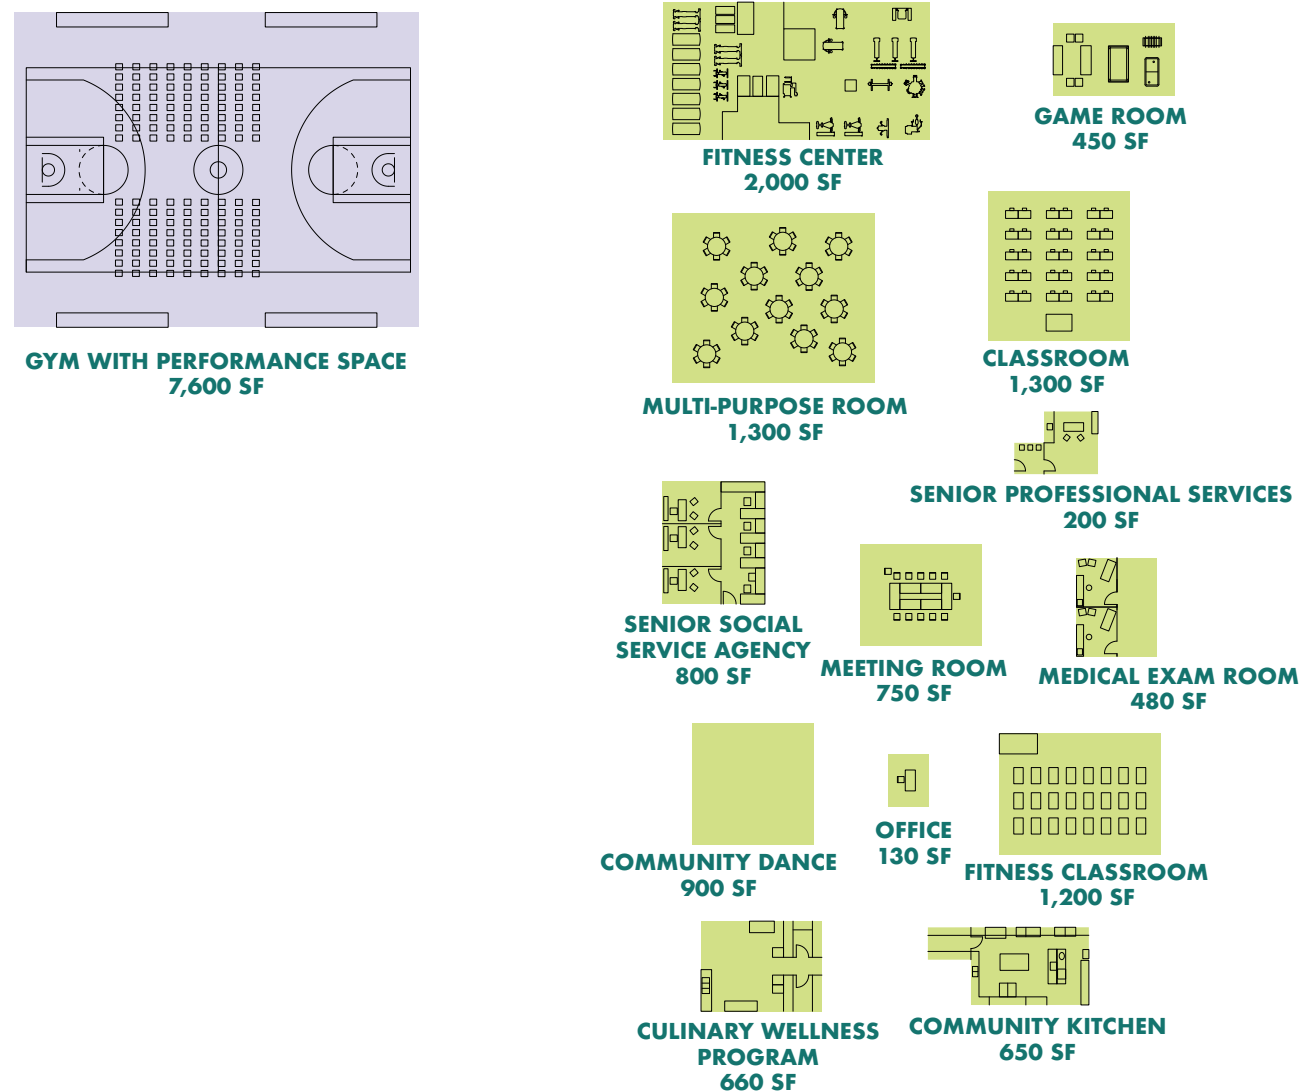 GYM WITH PERFORMANCE SPACE
7,600 SF
FITNESS CENTER
2,000 SF
GAME ROOM
450 SF
MULTI-PURPOSE ROOM
1,300 SF
CLASSROOM
1,300 SF
SENIOR PROFESSIONAL SERVICES
200 SF
SENIOR SOCIAL
SERVICE AGENCY
800 SF
MEETING ROOM
750 SF
MEDICAL EXAM ROOM
480 SF
COMMUNITY DANCE
900 SF
OFFICE
130 SF
FITNESS CLASSROOM
1,200 SF
CULINARY WELLNESS
PROGRAM
660 SF
COMMUNITY KITCHEN
650 SF